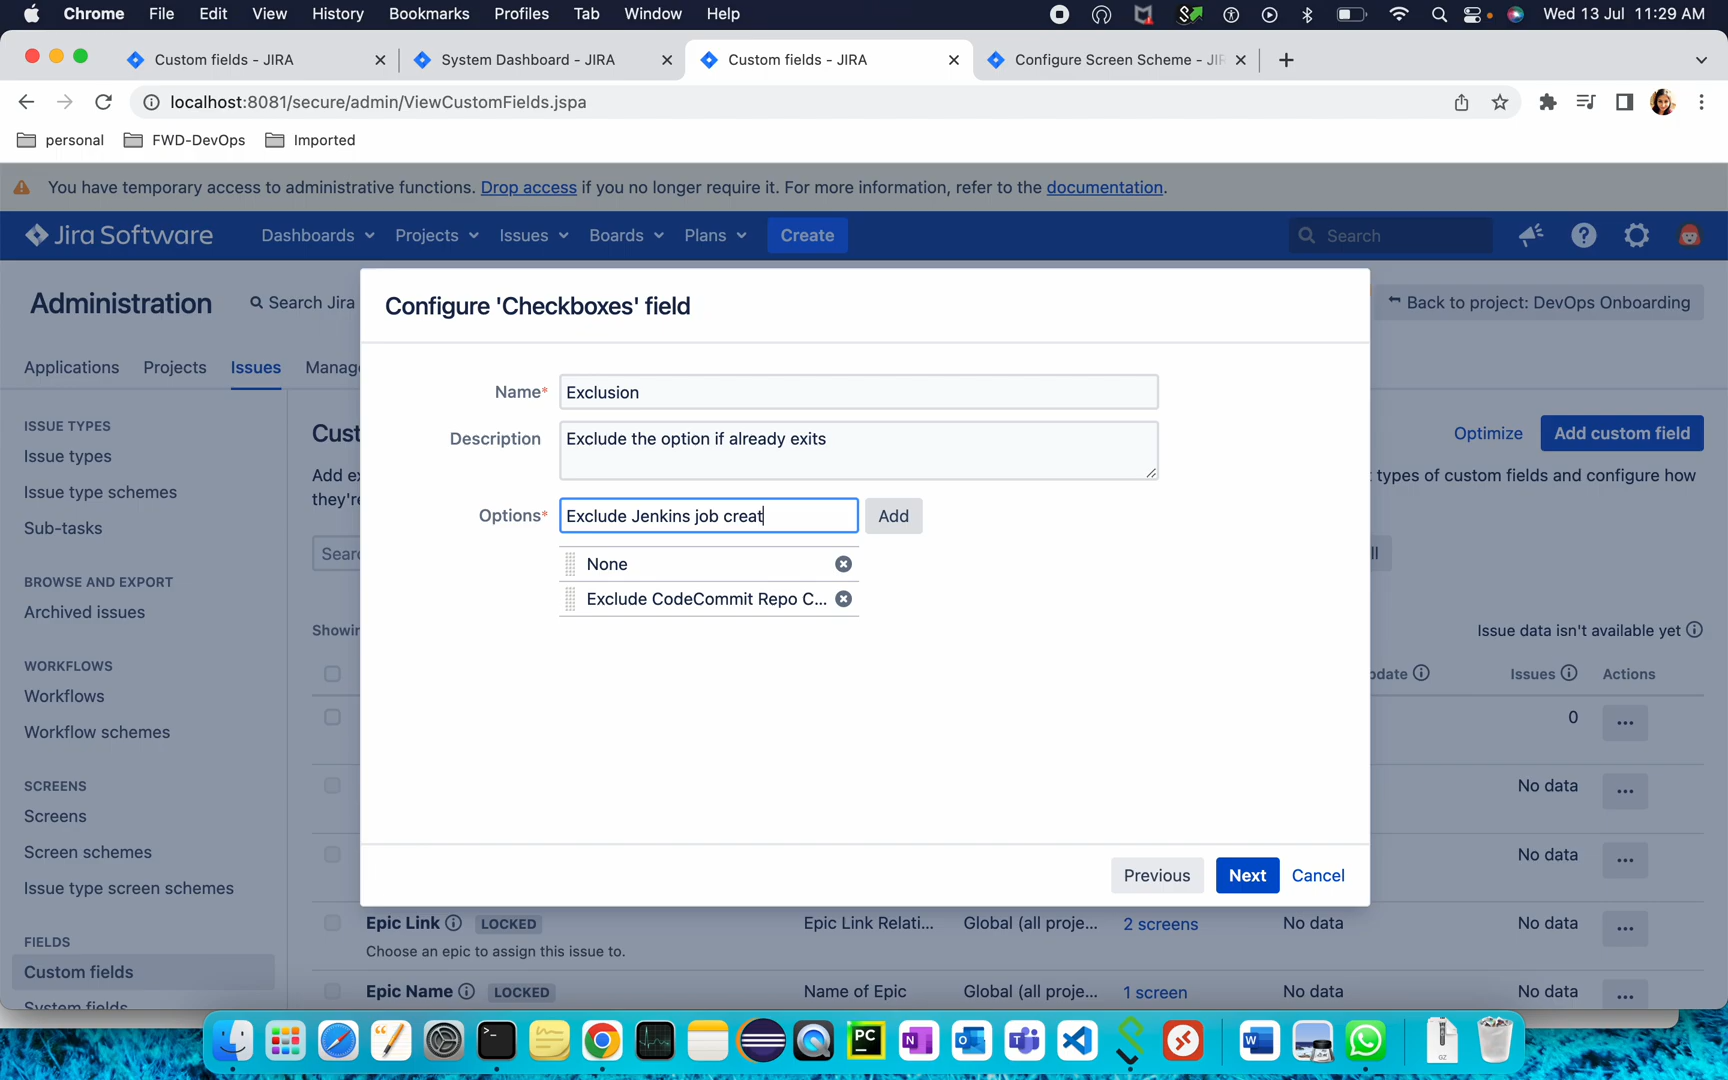 Chrome File Edit View History Bookmarks Profiles Tab Window Help Wed 13 Jul 11:29 AM
Custom fields - JIRA System Dashboard - JIRA Custom fields - JIRA Configure Screen Scheme - JIR
localhost:8081/secure/admin/ViewCustomFields.jspa
personal FWD-DevOps Imported
You have temporary access to administrative functions. Drop access if you no longer require it. For more information, refer to the documentation.
Jira Software Dashboards Projects Issues Boards Plans Create Search
Administration Search Jira Back to project: DevOps Onboarding
Configure 'Checkboxes' field
Applications Projects Issues Manag
Name* Exclusion
ISSUE TYPES
Cust Optimize Add custom field
Description Exclude the option if already exits
Issue types
Add ex types of custom fields and configure how
Issue type schemes
they're
Options* Exclude Jenkins job creat Add
Sub-tasks
Sear ll
None
BROWSE AND EXPORT
Exclude CodeCommit Repo C...
Archived issues
Showin Issue data isn't available yet
WORKFLOWS
pdate Issues Actions
Workflows
0 ...
Workflow schemes
SCREENS
No data ...
Screens
Screen schemes
No data ...
Issue type screen schemes
Previous Next Cancel
Epic Link LOCKED Epic Link Relati... Global (all proje... 2 screens No data No data ...
FIELDS
Choose an epic to assign this issue to.
Custom fields
Epic Name LOCKED Name of Epic Global (all proje... 1 screen No data No data ...
System fields
PC N O T W GZ